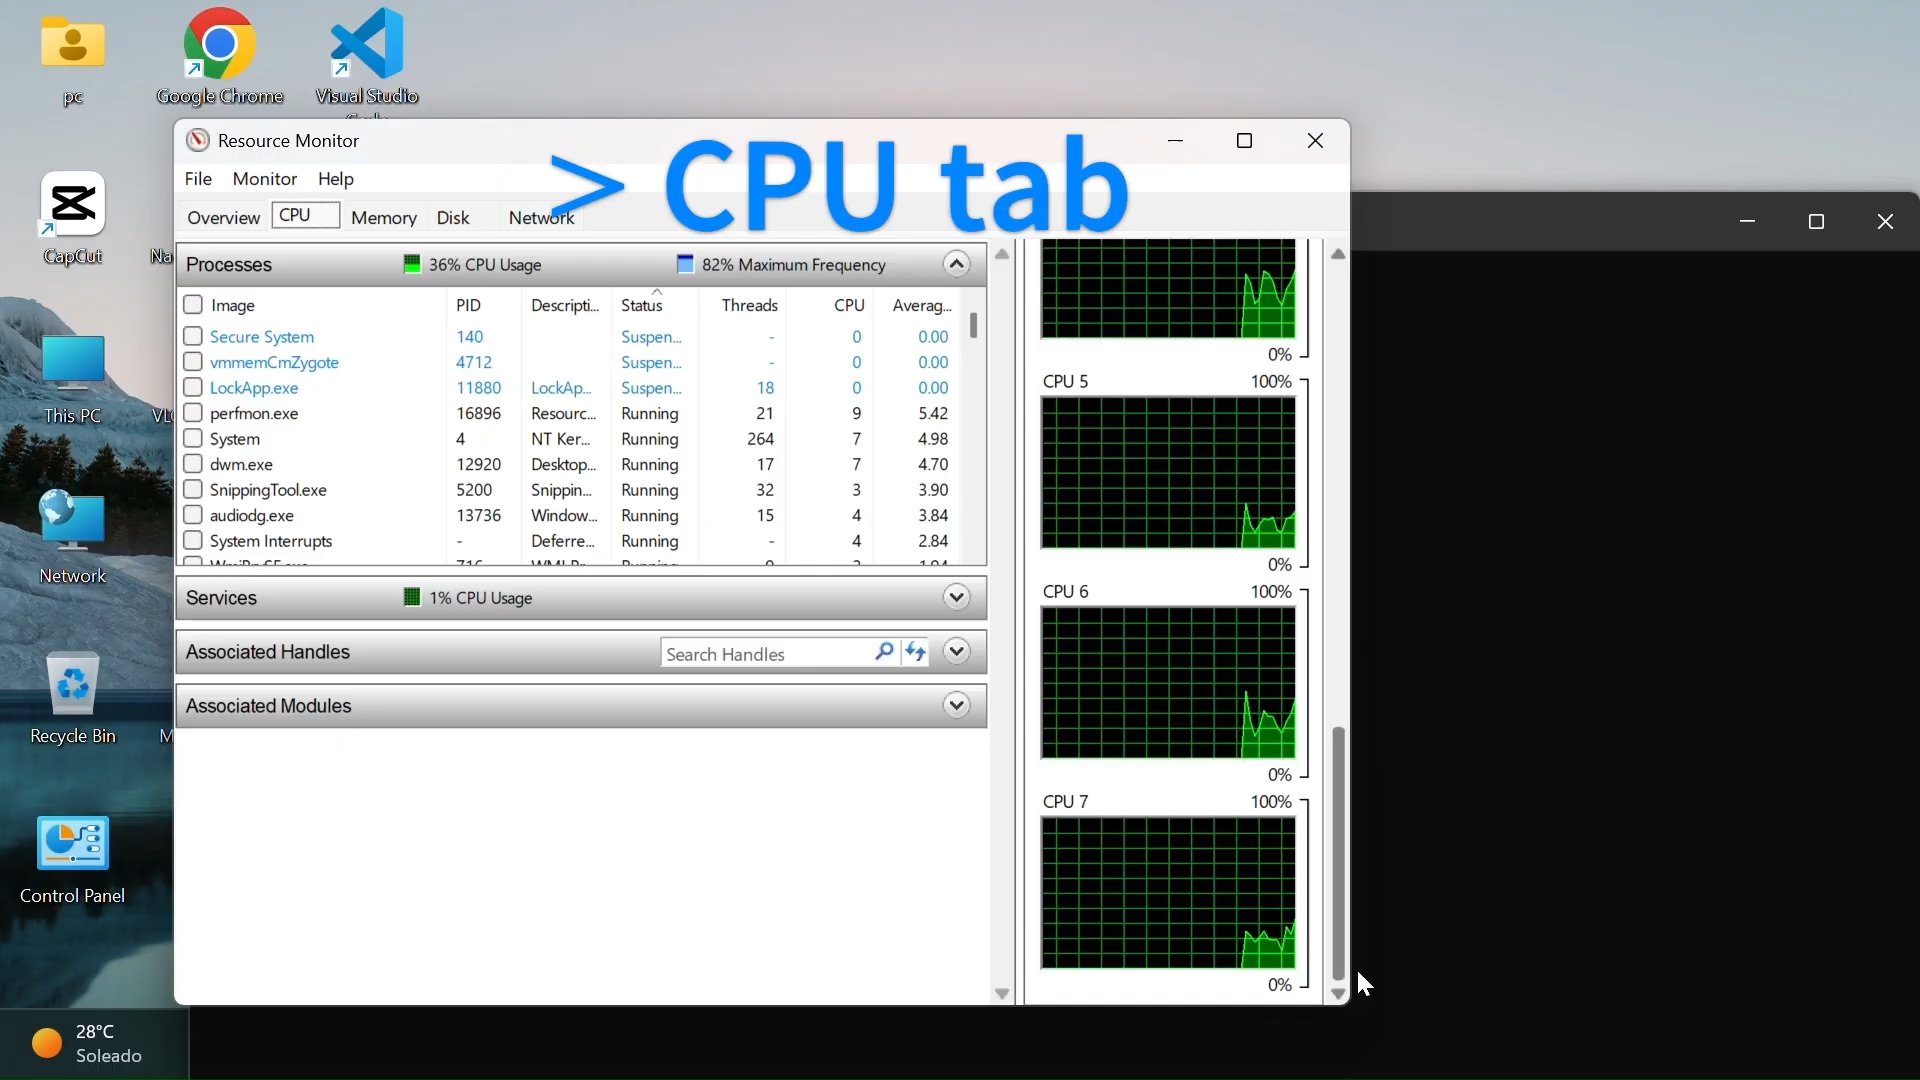 pc
Google Chrome
Visual Studio
CapCut
This PC
Network
Recycle Bin
Control Panel
Resource Monitor
> CPU tab
File Monitor Help
Overview CPU Memory Disk Network
Processes 36% CPU Usage 82% Maximum Frequency
Image PID Descripti... Status Threads CPU Averag...
Secure System 140 Suspen... - 0 0.00
vmmemCmZygote 4712 Suspen... - 0 0.00
LockApp.exe 11880 LockAp... Suspen... 18 0 0.00
perfmon.exe 16896 Resourc... Running 21 9 5.42
System 4 NT Ker... Running 264 7 4.98
dwm.exe 12920 Desktop... Running 17 7 4.70
SnippingTool.exe 5200 Snippin... Running 32 3 3.90
audiodg.exe 13736 Window... Running 15 4 3.84
System Interrupts - Deferre... Running - 4 2.84
Services 1% CPU Usage
Associated Handles Search Handles
Associated Modules
0%
CPU 5 100%
0%
CPU 6 100%
0%
CPU 7 100%
0%
28°C
Soleado